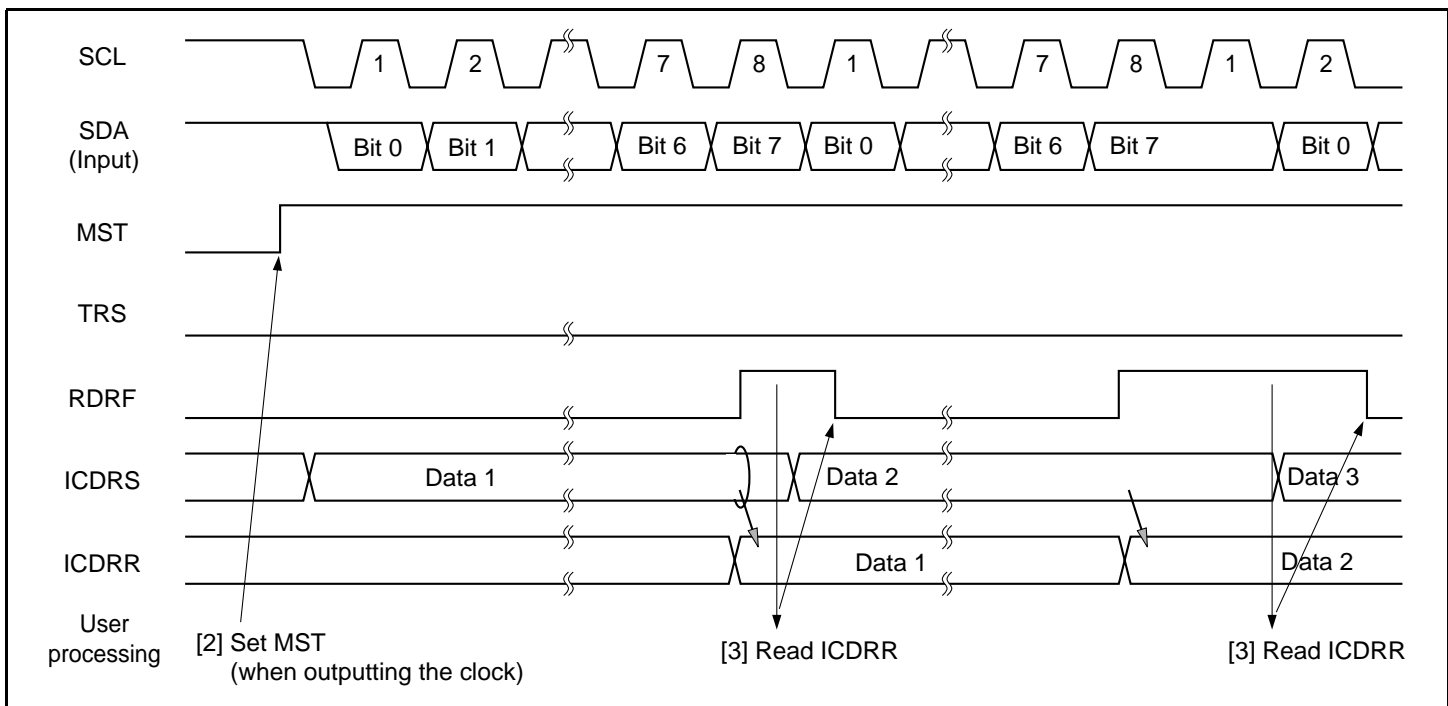 SCL
1 2 7 8 1 7 8 1 2
SDA
(Input)
Bit 0 Bit 1 Bit 6 Bit 7 Bit 0 Bit 6 Bit 7 Bit 0
MST
TRS
RDRF
ICDRS
Data 1 Data 2 Data 3
ICDRR
Data 1 Data 2
User
processing
[2] Set MST
(when outputting the clock)
[3] Read ICDRR
[3] Read ICDRR